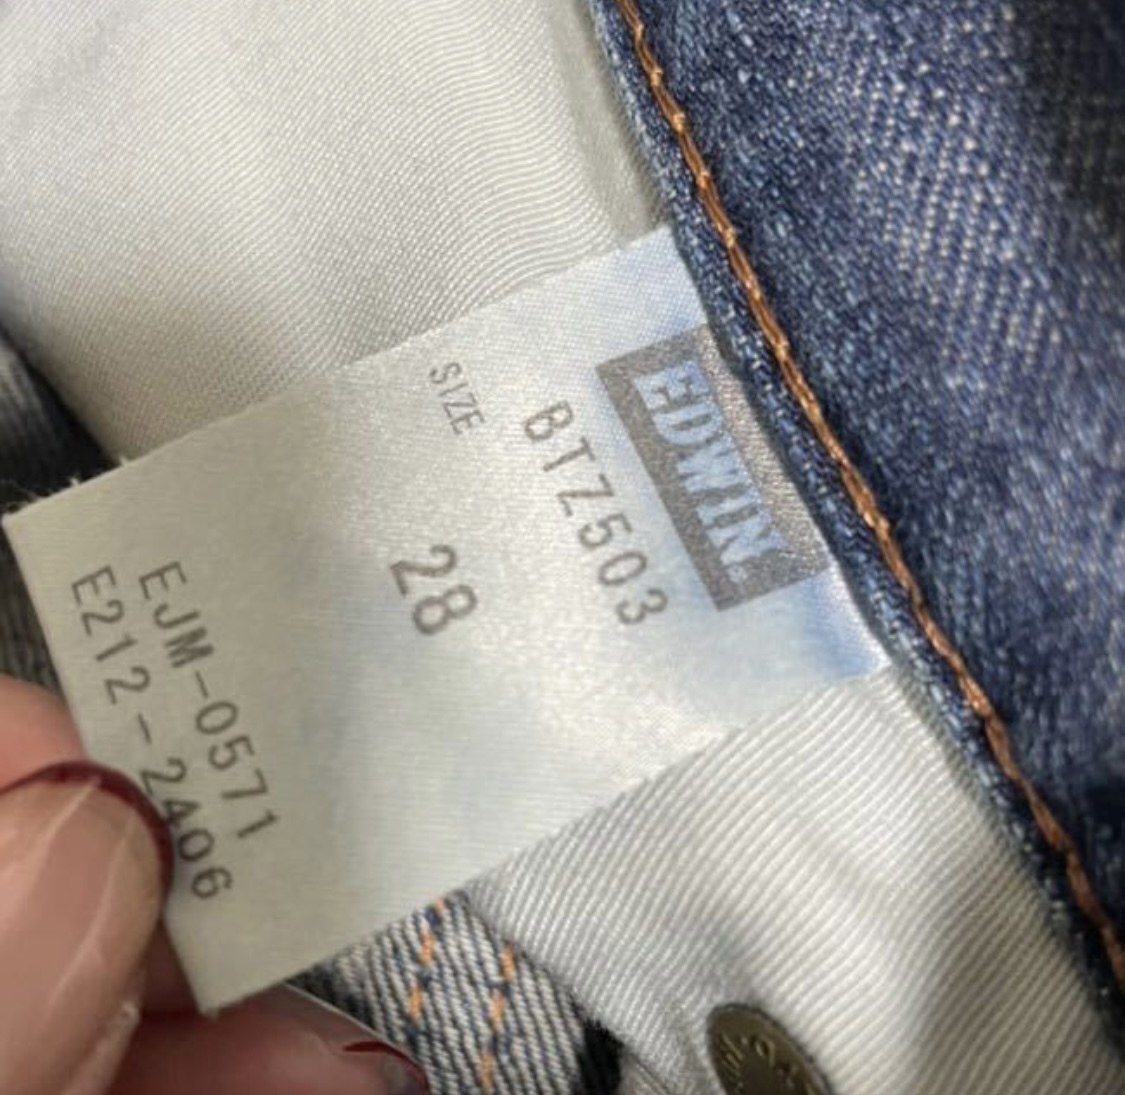 EDWIN
BTZ503
SIZE
28
EJM-0571
E212-2406